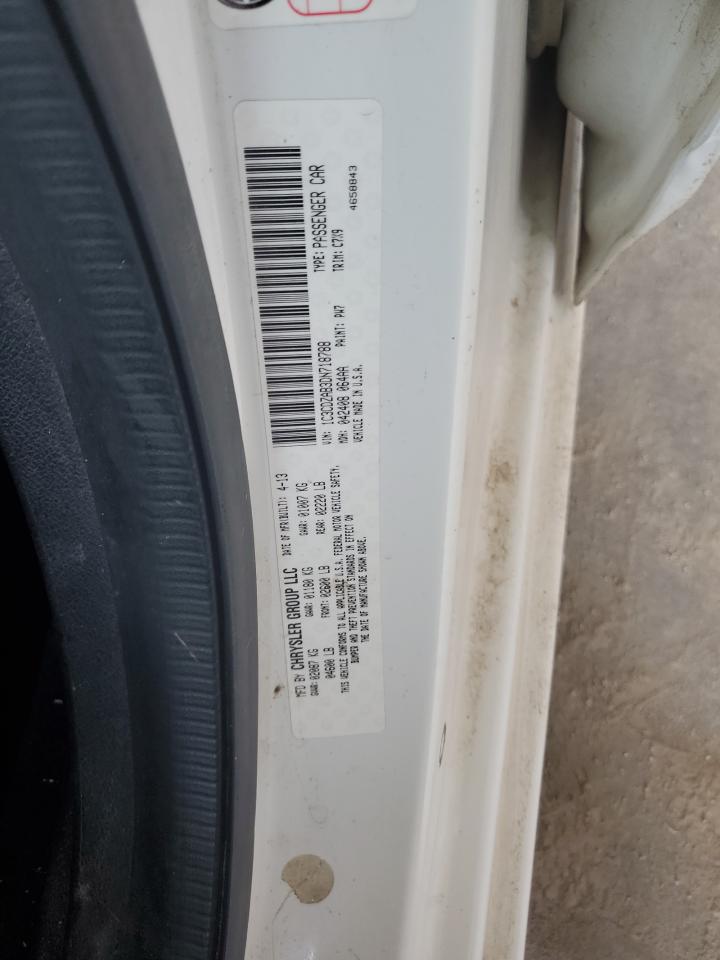 MFD BY CHRYSLER GROUP LLC DATE OF MFR(BUILT): 4-13
GVWR: 02087 KG GAWR: 01180 KG GAWR: 01007 KG
04600 LB FRONT: 02600 LB REAR: 02220 LB
THIS VEHICLE CONFORMS TO ALL APPLICABLE U.S.A. FEDERAL MOTOR VEHICLE SAFETY,
BUMPER AND THEFT PREVENTION STANDARDS IN EFFECT ON
THE DATE OF MANUFACTURE SHOWN ABOVE.
VIN: 1C3CDZAB3DN718788 TYPE: PASSENGER CAR
MDH: 042408 064AA PAINT: PW7 TRIM: C7X9
VEHICLE MADE IN U.S.A. 4658843